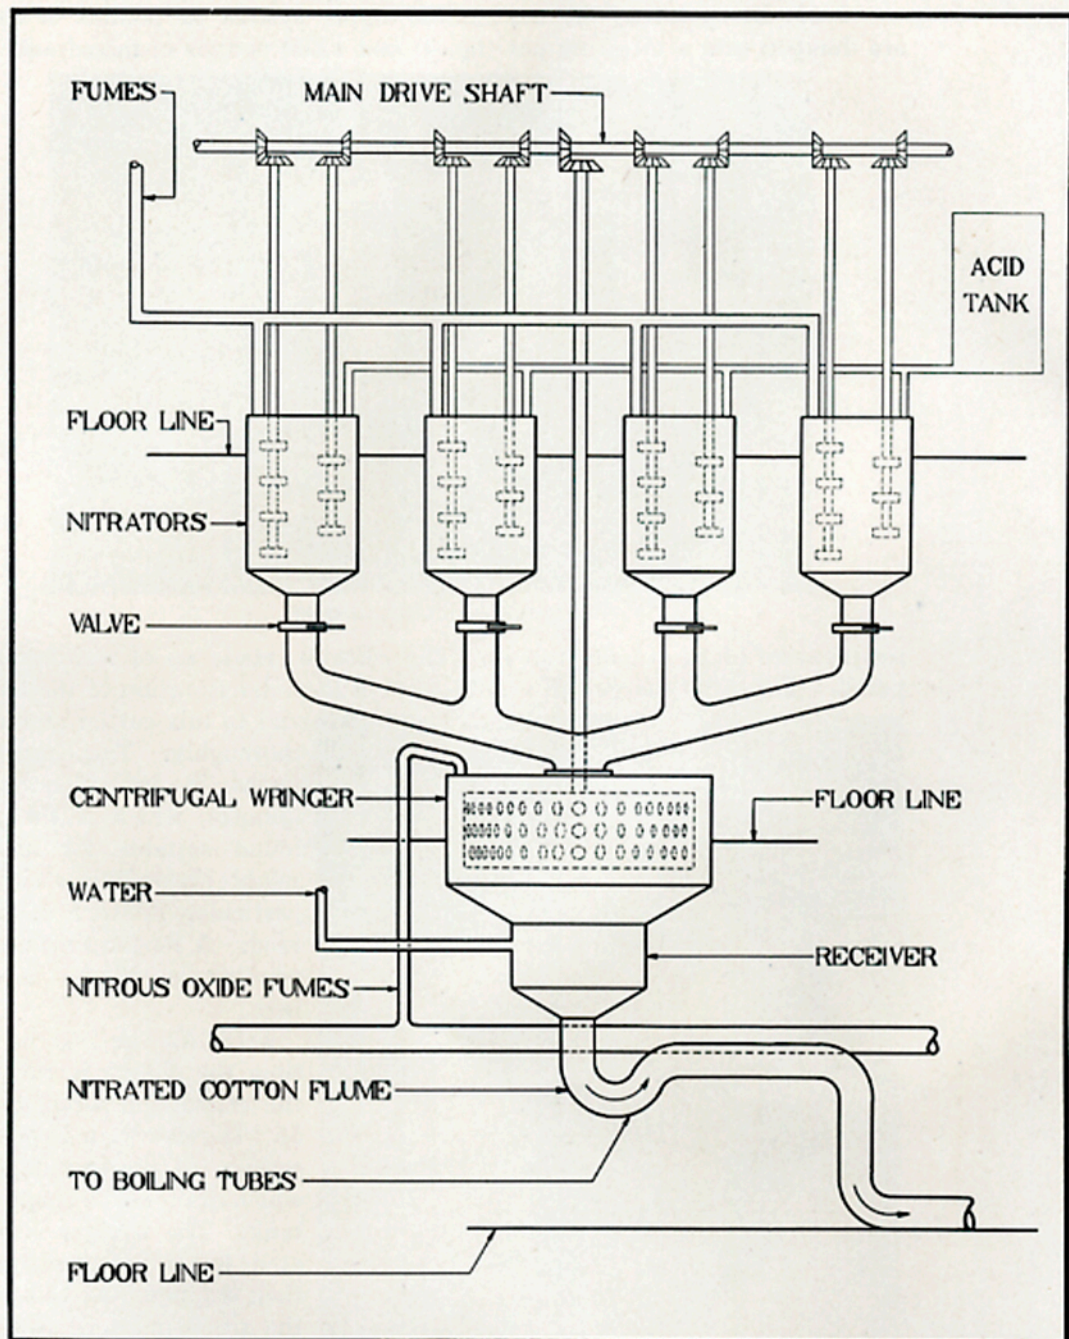 FUMES
MAIN DRIVE SHAFT
ACID
TANK
FLOOR LINE
NITRATORS
VALVE
CENTRIFUGAL WRINGER
FLOOR LINE
WATER
RECEIVER
NITROUS OXIDE FUMES
NITRATED COTTON FLUME
TO BOILING TUBES
FLOOR LINE